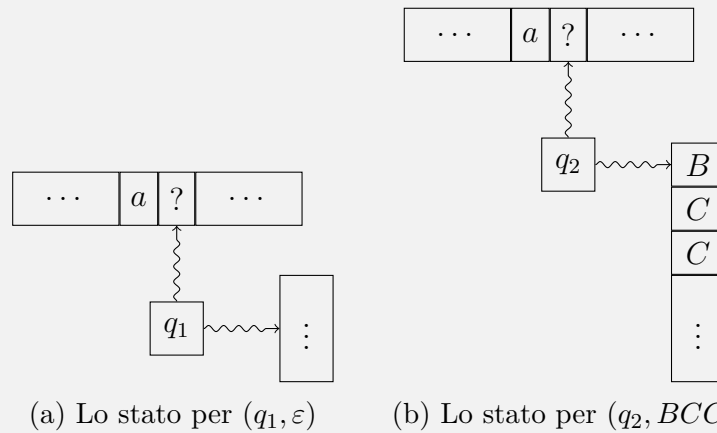 ⋯ a ? ⋯
q₁
⋮
(a) Lo stato per (q₁, ε)
⋯ a ? ⋯
q₂
B
C
C
⋮
(b) Lo stato per (q₂, BCC